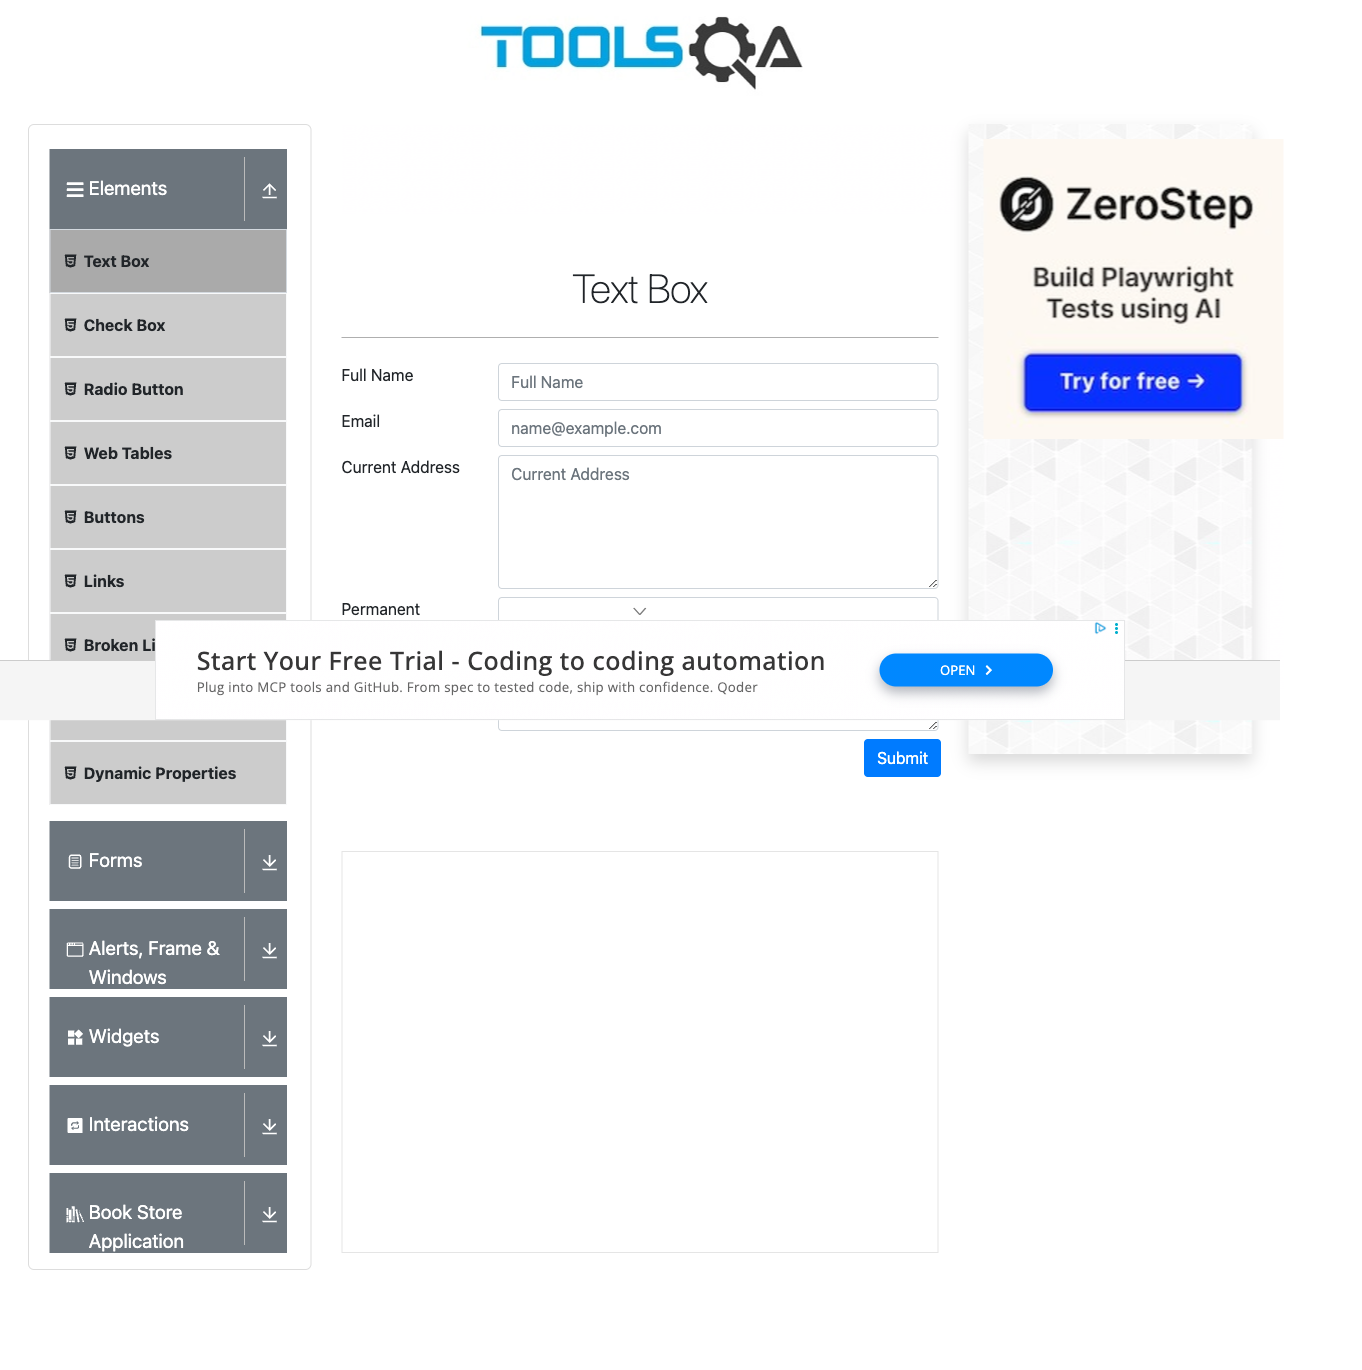 TOOLSQA
Elements
Text Box
Check Box
Radio Button
Web Tables
Buttons
Links
Broken Li
Dynamic Properties
Forms
Alerts, Frame &
Windows
Widgets
Interactions
Book Store
Application
Text Box
Full Name
Full Name
Email
name@example.com
Current Address
Current Address
Permanent
Submit
Start Your Free Trial - Coding to coding automation
Plug into MCP tools and GitHub. From spec to tested code, ship with confidence. Qoder
OPEN
ZeroStep
Build Playwright
Tests using AI
Try for free →